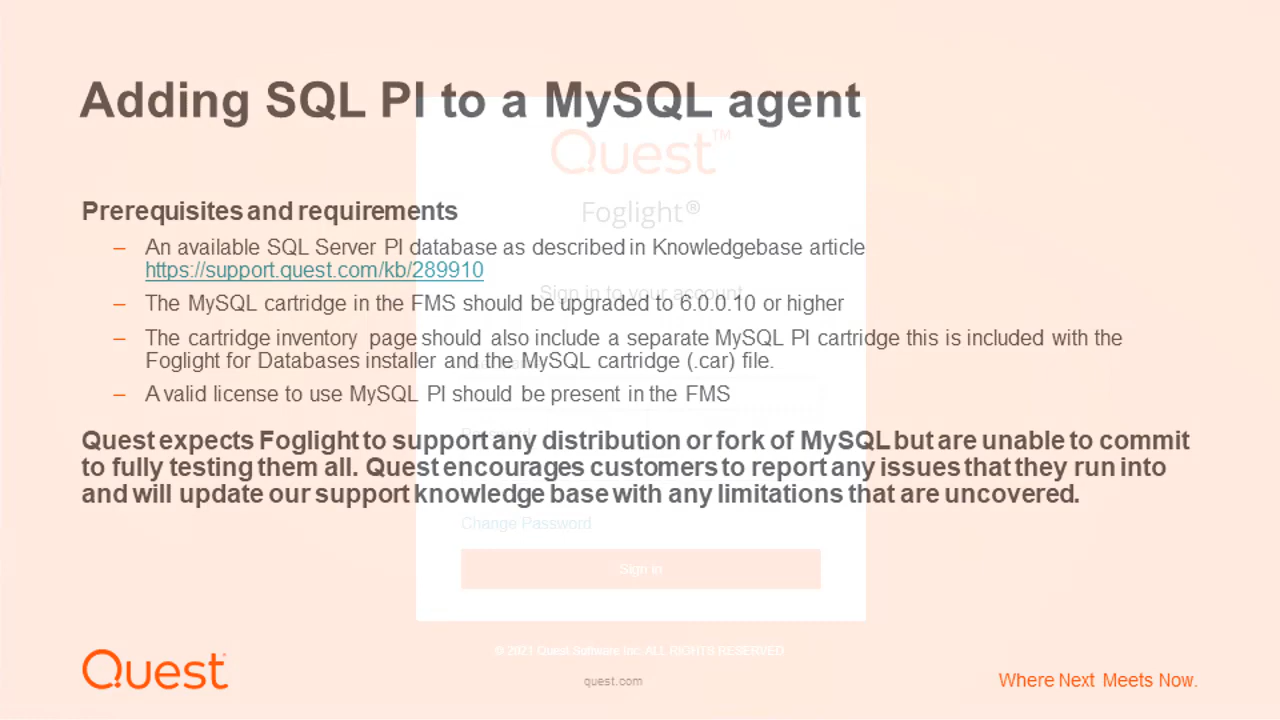 Adding SQL PI to a MySQL agent
Quest™
Prerequisites and requirements
Foglight®
– An available SQL Server PI database as described in Knowledgebase article
https://support.quest.com/kb/289910
Sign in to your account
– The MySQL cartridge in the FMS should be upgraded to 6.0.0.10 or higher
– The cartridge inventory page should also include a separate MySQL PI cartridge this is included with the
Foglight for Databases installer and the MySQL cartridge (.car) file.
– A valid license to use MySQL PI should be present in the FMS
Password
Quest expects Foglight to support any distribution or fork of MySQL but are unable to commit
to fully testing them all. Quest encourages customers to report any issues that they run into
and will update our support knowledge base with any limitations that are uncovered.
Change Password
Sign in
© 2021 Quest Software Inc. ALL RIGHTS RESERVED
Quest
quest.com
Where Next Meets Now.